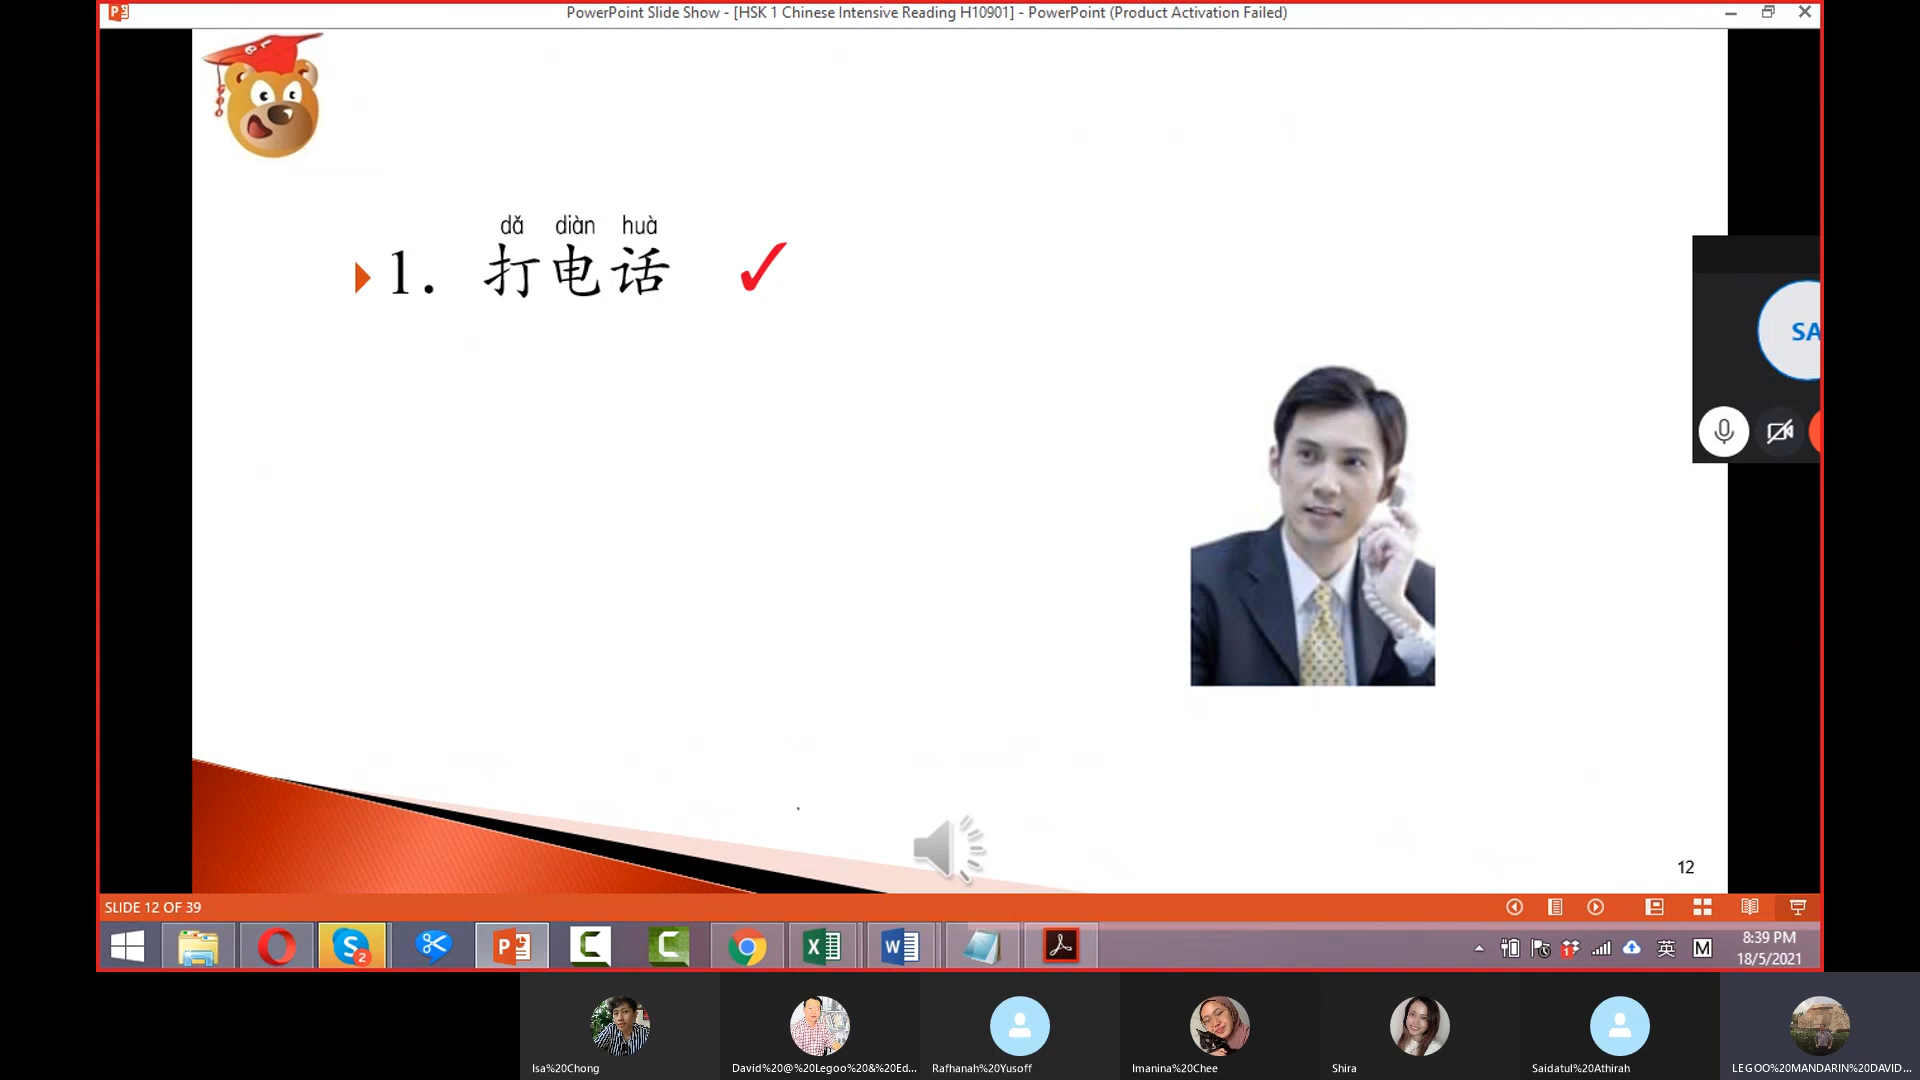 PowerPoint Slide Show - [HSK 1 Chinese Intensive Reading H10901] - PowerPoint (Product Activation Failed)
dǎ diàn huà
1. 打电话 ✓
SA
12
SLIDE 12 OF 39
2
英 M
8:39 PM
18/5/2021
Isa%20Chong
David%20@%20Legoo%20&%20Ed...
Rafhanah%20Yusoff
Imanina%20Chee
Shira
Saidatul%20Athirah
LEGOO%20MANDARIN%20DAVID...